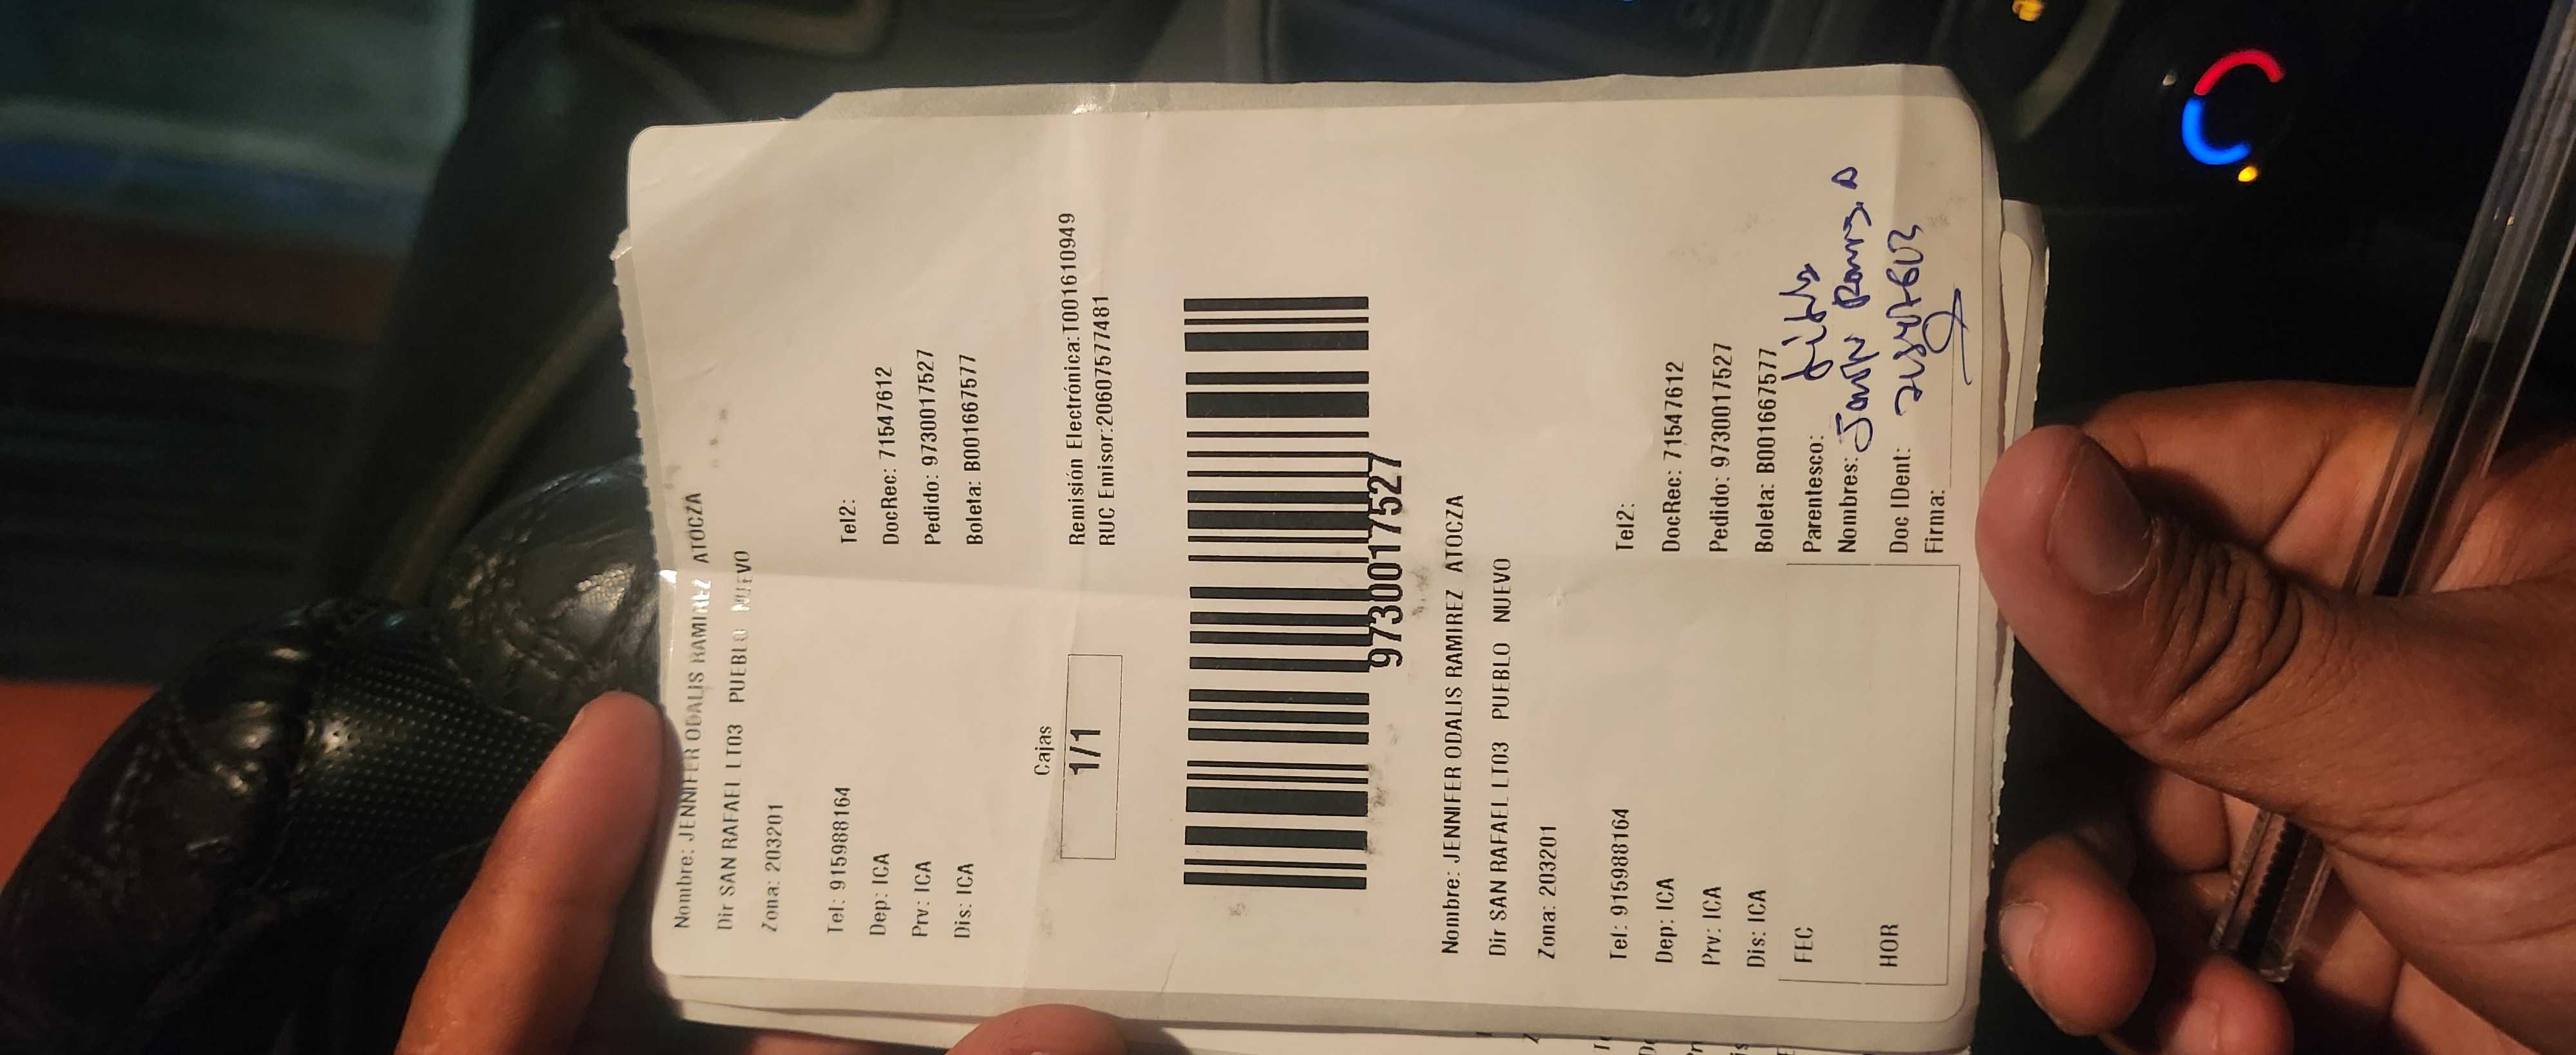 Nombre: JENNIFER ODALIS RAMIREZ ATOCZA
Dir SAN RAFAEL LT03 PUEBLO NUEVO
Zona: 203201
Tel: 915988164 Tel2:
Dep: ICA DocRec: 71547612
Prv: ICA Pedido: 9730017527
Dis: ICA Boleta: B001667577
Cajas
1/1
Remisión Electrónica:T001610949
RUC Emisor:20607577481
9730017527
Nombre: JENNIFER ODALIS RAMIREZ ATOCZA
Dir SAN RAFAEL LT03 PUEBLO NUEVO
Zona: 203201
Tel: 915988164 Tel2:
Dep: ICA DocRec: 71547612
Prv: ICA Pedido: 9730017527
Dis: ICA Boleta: B001667577
FEC
Parentesco:
Nombres:
HOR
Doc IDent:
Firma: